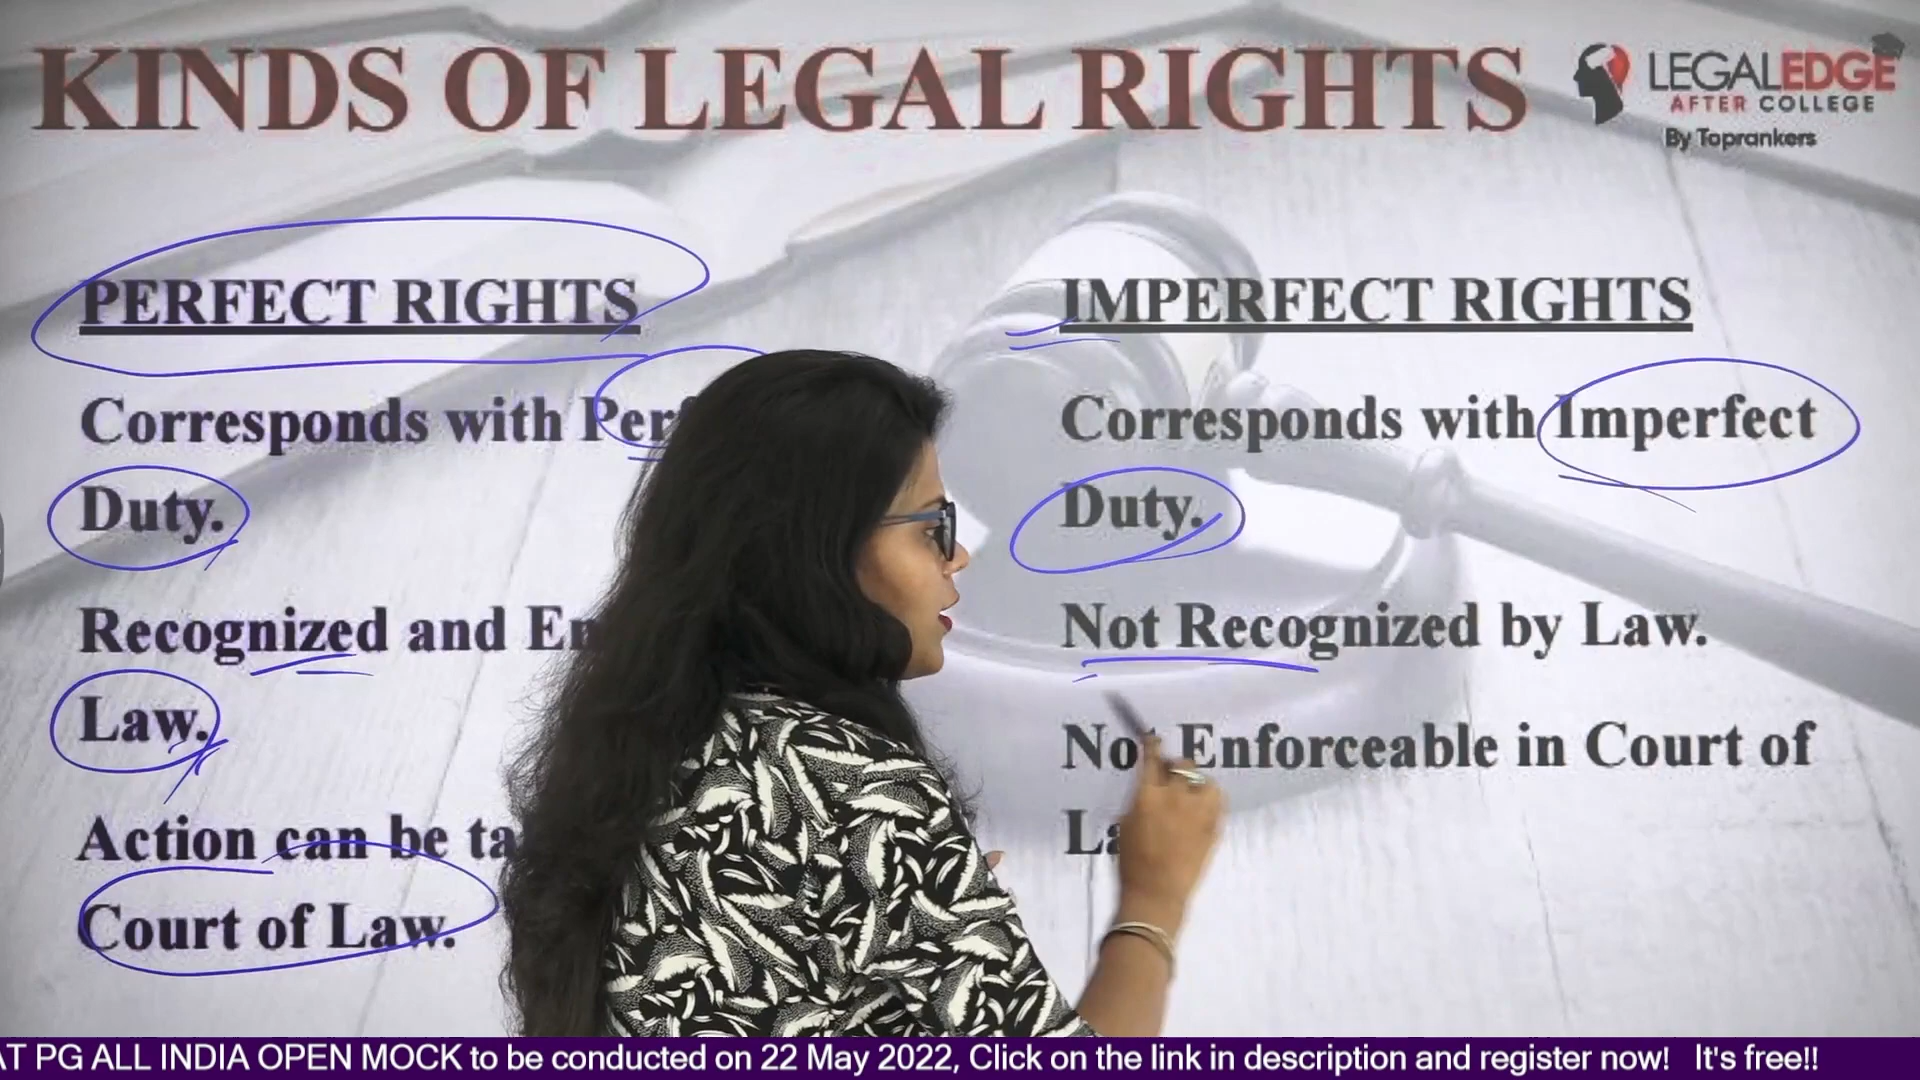 KINDS OF LEGAL RIGHTS
LEGALEDGE
AFTER COLLEGE
By Toprankers
PERFECT RIGHTS
Corresponds with
Duty.
Recognized and
Law.
Action can be
Court of Law.
IMPERFECT RIGHTS
Corresponds with Imperfect
Duty.
Not Recognized by Law.
Not Enforceable in Court of
PG ALL INDIA OPEN MOCK to be conducted on 22 May 2022, Click on the link in description and register now! It's free!!